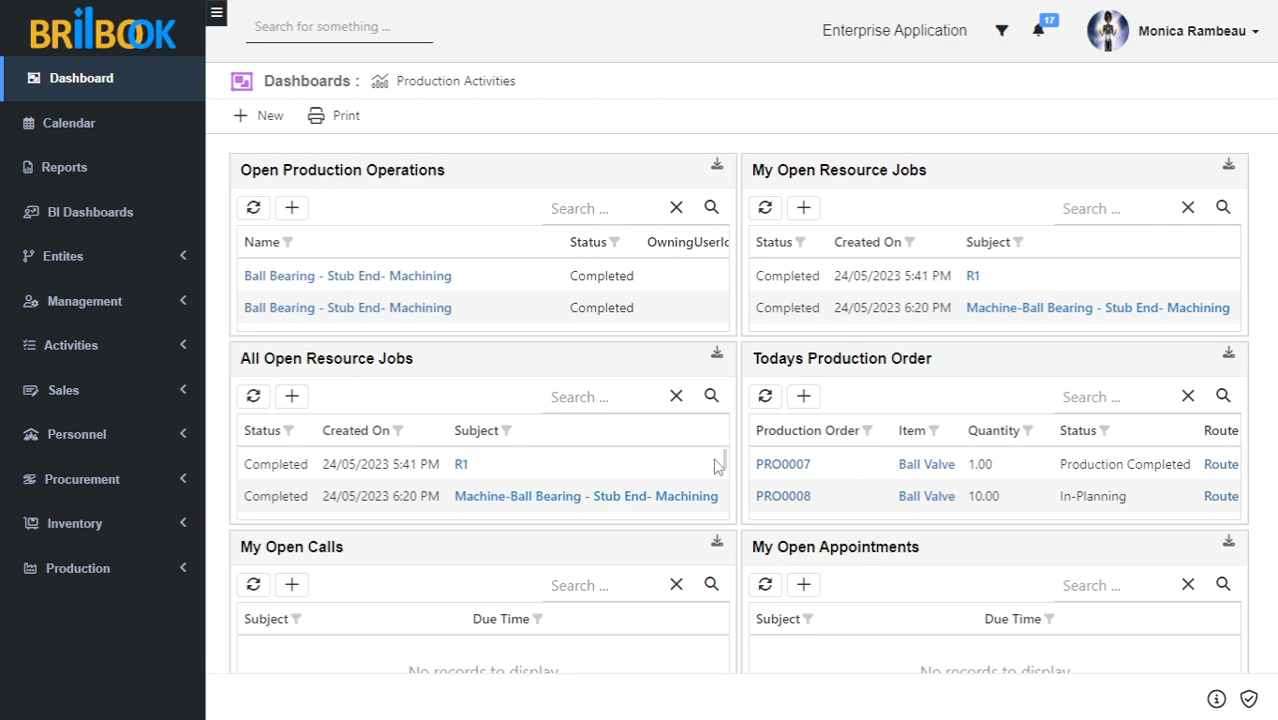 BRILBOOK
Search for something ...
Enterprise Application
17
Monica Rambeau
Dashboard
Calendar
Reports
BI Dashboards
Entites
Management
Activities
Sales
Personnel
Procurement
Inventory
Production
Dashboards : Production Activities
New Print
Open Production Operations
Search ...
Name Status OwningUserId
Ball Bearing - Stub End- Machining Completed
Ball Bearing - Stub End- Machining Completed
My Open Resource Jobs
Search ...
Status Created On Subject
Completed 24/05/2023 5:41 PM R1
Completed 24/05/2023 6:20 PM Machine-Ball Bearing - Stub End- Machining
All Open Resource Jobs
Search ...
Status Created On Subject
Completed 24/05/2023 5:41 PM R1
Completed 24/05/2023 6:20 PM Machine-Ball Bearing - Stub End- Machining
Todays Production Order
Search ...
Production Order Item Quantity Status Route
PRO0007 Ball Valve 1.00 Production Completed Route
PRO0008 Ball Valve 10.00 In-Planning Route
My Open Calls
Search ...
Subject Due Time
No records to display
My Open Appointments
Search ...
Subject Due Time
No records to display